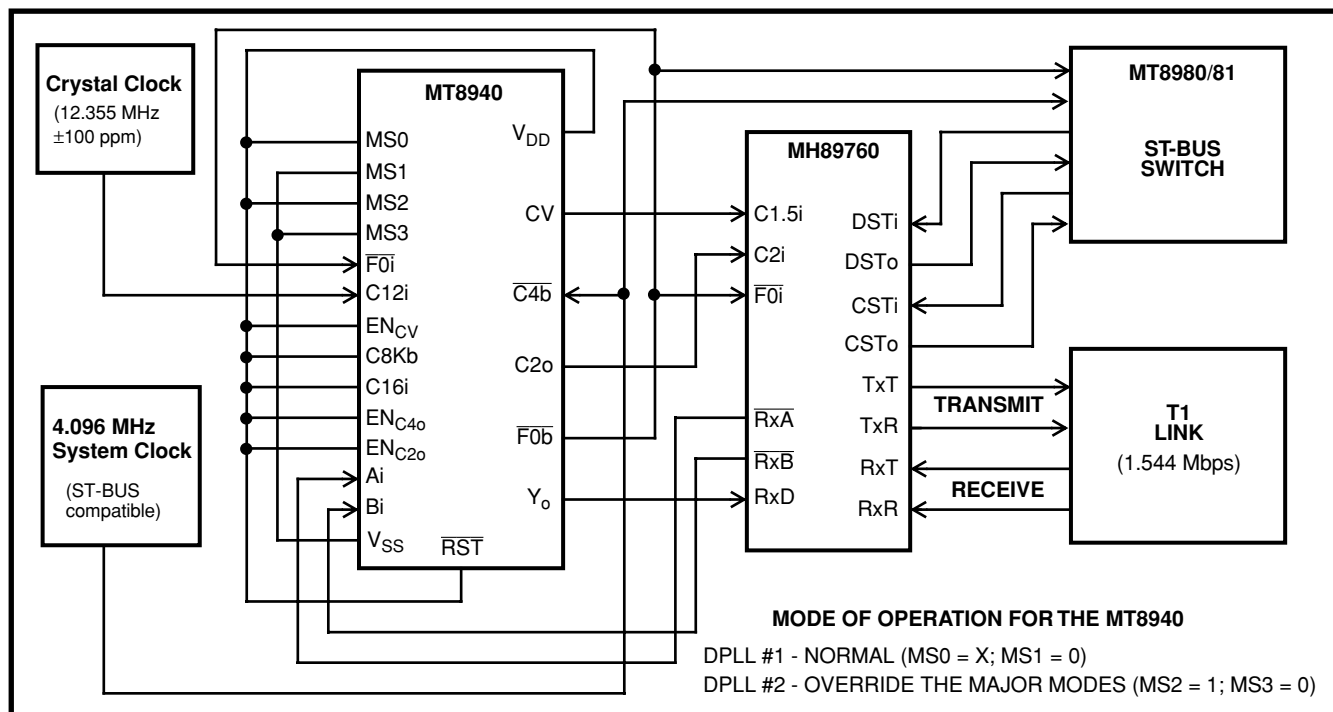 Crystal Clock
(12.355 MHz
±100 ppm)
4.096 MHz
System Clock
(ST-BUS
compatible)
MT8940
MS0
MS1
MS2
MS3
F0i
C12i
ENCV
C8Kb
C16i
ENC4o
ENC2o
Ai
Bi
VSS
RST
VDD
CV
C4b
C2o
F0b
Yo
MH89760
C1.5i
C2i
F0i
RxA
RxB
RxD
DSTi
DSTo
CSTi
CSTo
TxT
TxR
RxT
RxR
TRANSMIT
RECEIVE
MT8980/81
ST-BUS
SWITCH
T1
LINK
(1.544 Mbps)
MODE OF OPERATION FOR THE MT8940
DPLL #1 - NORMAL (MS0 = X; MS1 = 0)
DPLL #2 - OVERRIDE THE MAJOR MODES (MS2 = 1; MS3 = 0)